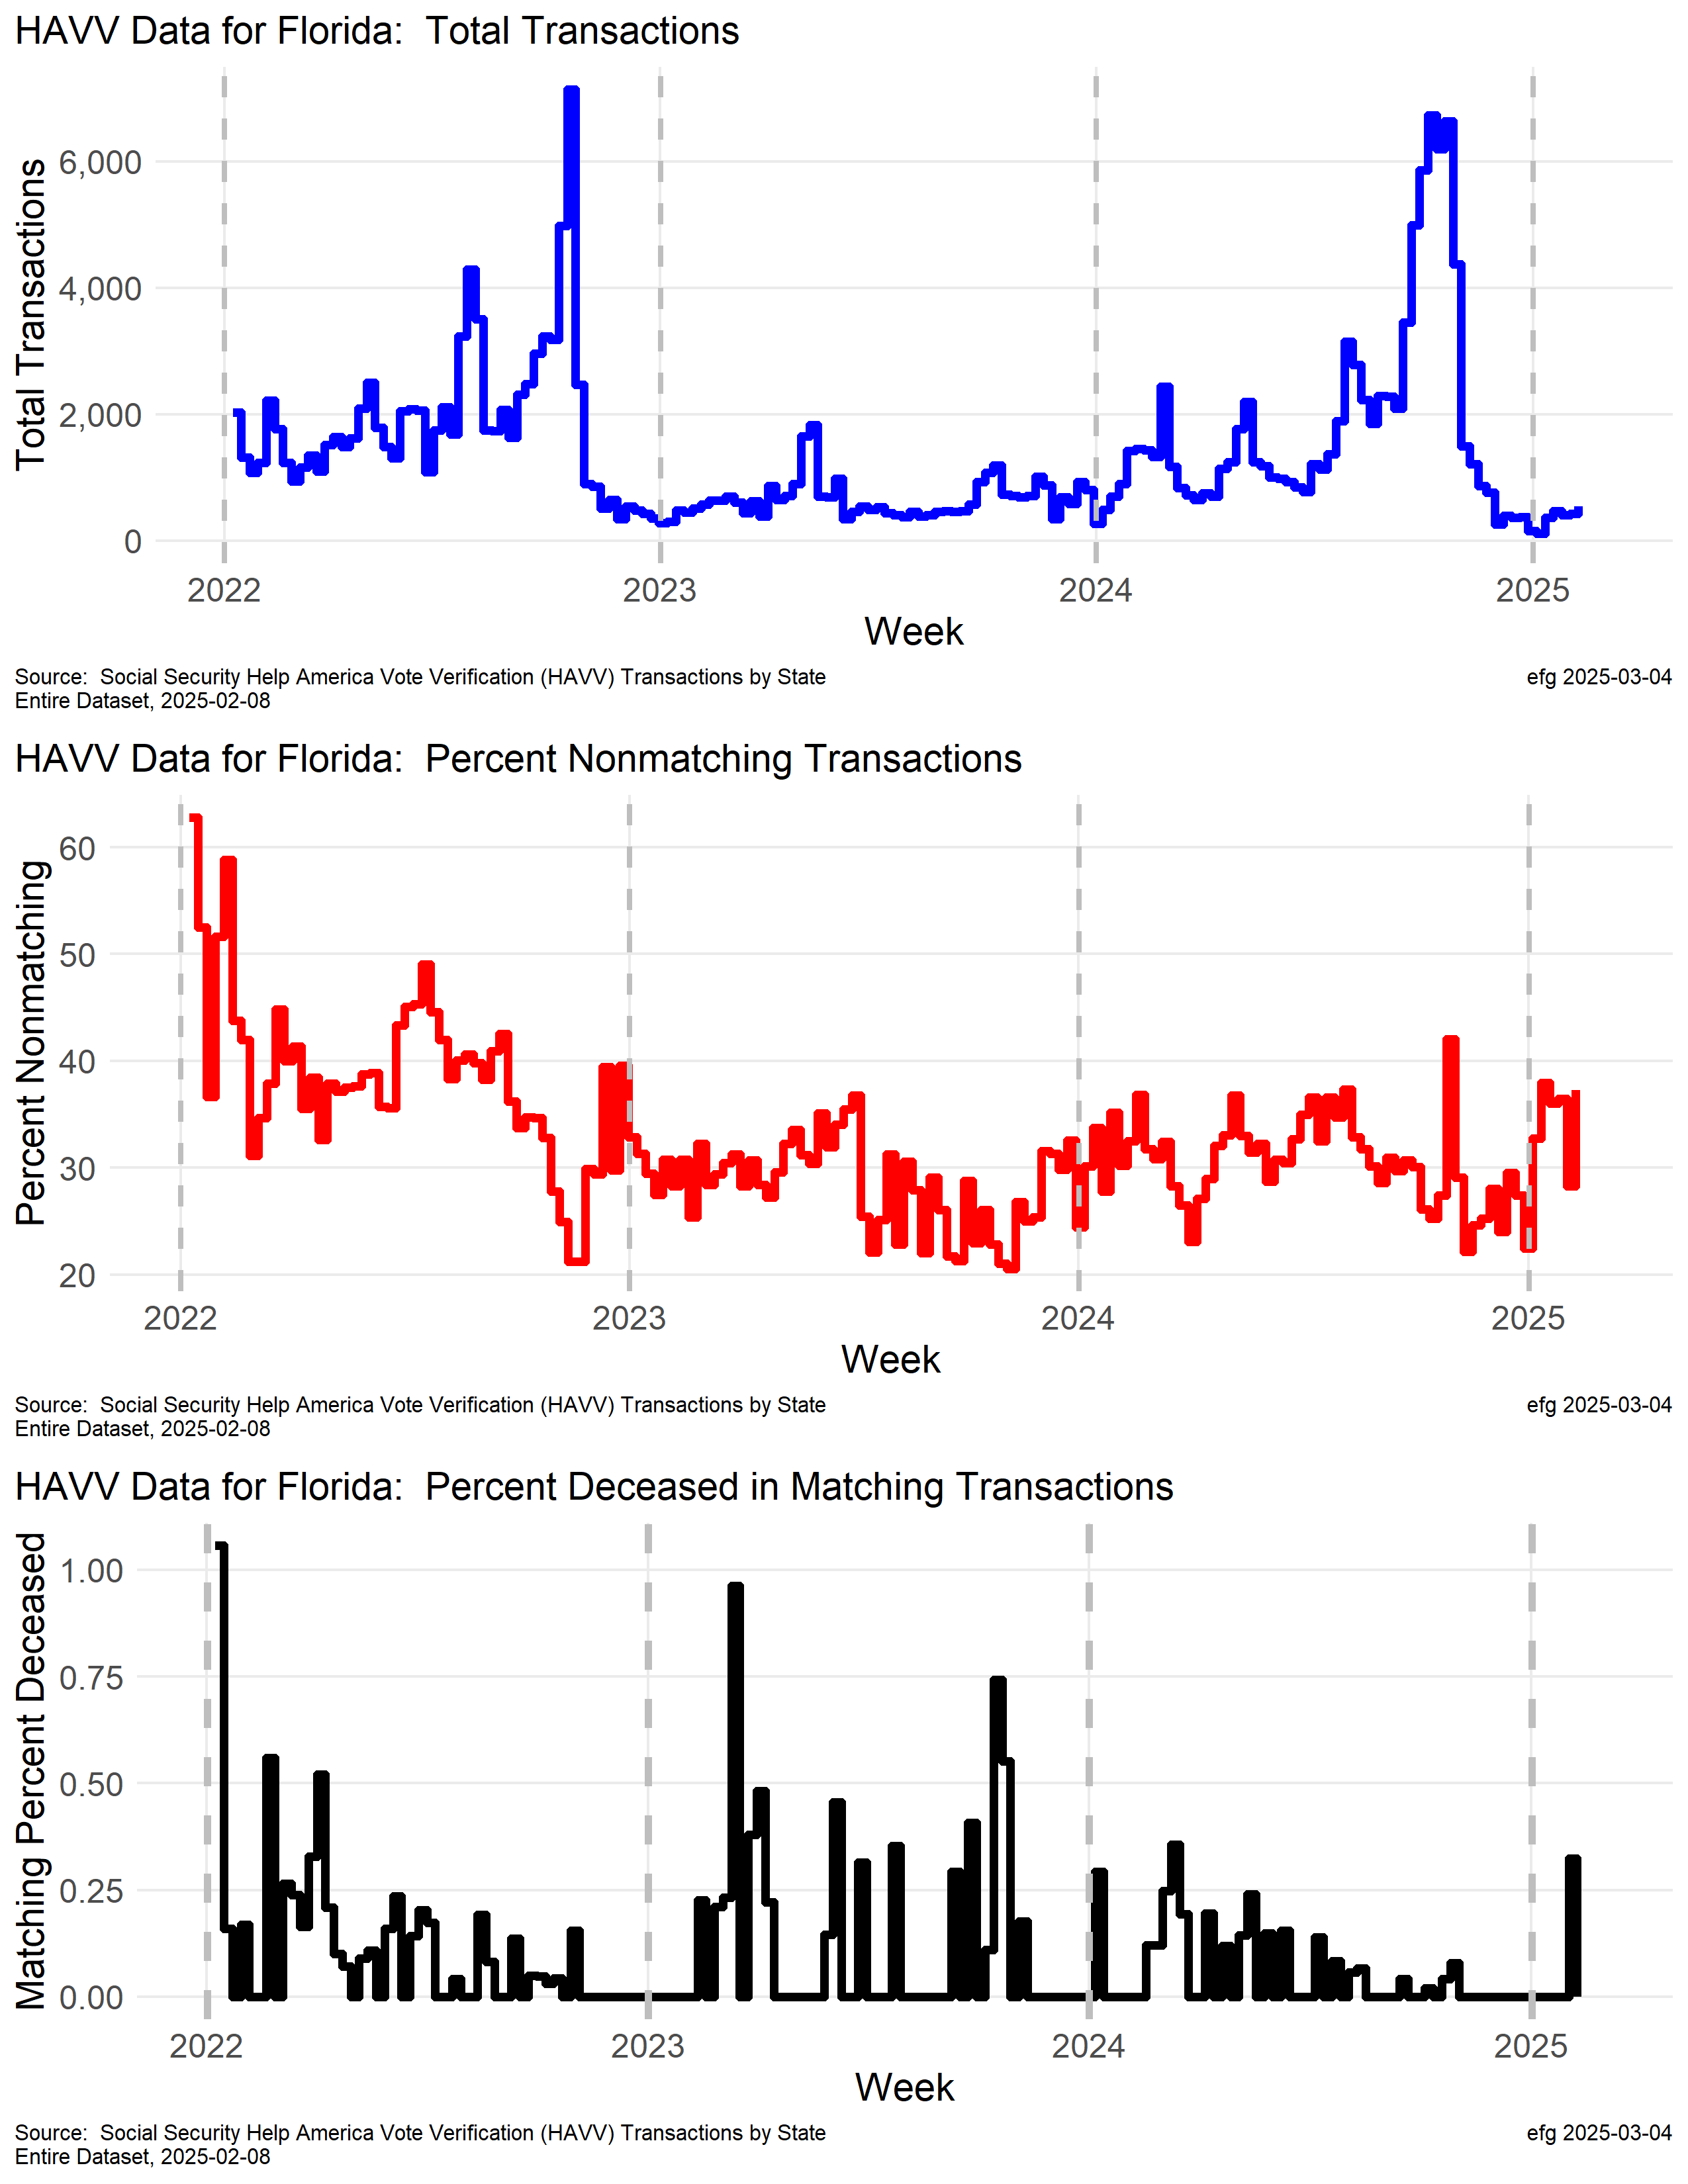 HAVV Data for Florida:  Total Transactions
Total Transactions
6,000
4,000
2,000
0
2022 2023 2024 2025
Week
Source:  Social Security Help America Vote Verification (HAVV) Transactions by State efg 2025-03-04
Entire Dataset, 2025-02-08
HAVV Data for Florida:  Percent Nonmatching Transactions
Percent Nonmatching
60
50
40
30
20
2022 2023 2024 2025
Week
Source:  Social Security Help America Vote Verification (HAVV) Transactions by State efg 2025-03-04
Entire Dataset, 2025-02-08
HAVV Data for Florida:  Percent Deceased in Matching Transactions
Matching Percent Deceased
1.00
0.75
0.50
0.25
0.00
2022 2023 2024 2025
Week
Source:  Social Security Help America Vote Verification (HAVV) Transactions by State efg 2025-03-04
Entire Dataset, 2025-02-08